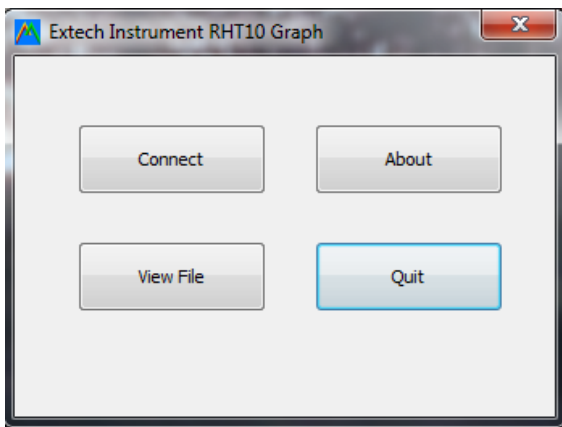 Extech Instrument RHT10 Graph
Connect
About
View File
Quit